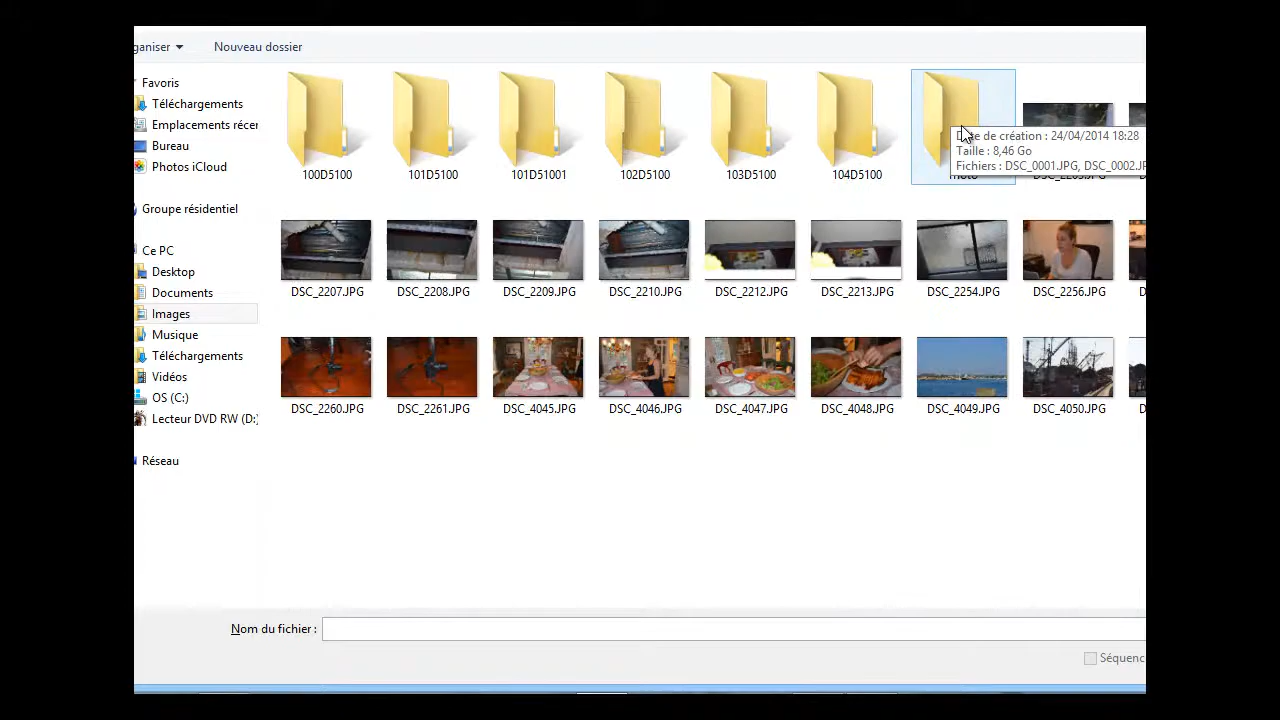 ganiser Nouveau dossier
Favoris
Téléchargements
Emplacements récer
Bureau
Photos iCloud
Groupe résidentiel
Ce PC
Desktop
Documents
Images
Musique
Téléchargements
Vidéos
OS (C:)
Lecteur DVD RW (D:)
Réseau
100D5100 101D5100 101D51001 102D5100 103D5100 104D5100
Date de création : 24/04/2014 18:28
Taille : 8,46 Go
Fichiers : DSC_0001.JPG, DSC_0002.JP
DSC_2207.JPG DSC_2208.JPG DSC_2209.JPG DSC_2210.JPG DSC_2212.JPG DSC_2213.JPG DSC_2254.JPG DSC_2256.JPG D
DSC_2260.JPG DSC_2261.JPG DSC_4045.JPG DSC_4046.JPG DSC_4047.JPG DSC_4048.JPG DSC_4049.JPG DSC_4050.JPG D
Nom du fichier :
Séquenc